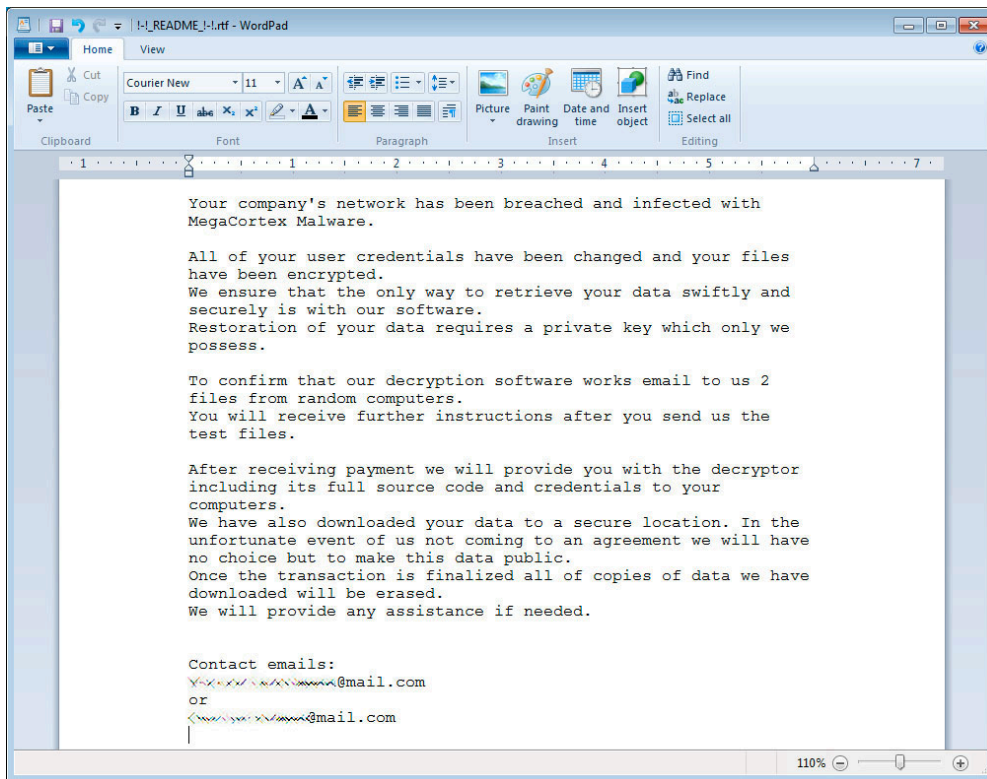 !-!_README_!-!.rtf - WordPad
Home View
Cut
Copy
Paste
Clipboard
Courier New 11 A A
B I U abc X₂ X² A
Font
Paragraph
Picture Paint drawing Date and time Insert object
Insert
Find
Replace
Select all
Editing
1 1 2 3 4 5 7
Your company's network has been breached and infected with
MegaCortex Malware.
All of your user credentials have been changed and your files
have been encrypted.
We ensure that the only way to retrieve your data swiftly and
securely is with our software.
Restoration of your data requires a private key which only we
possess.
To confirm that our decryption software works email to us 2
files from random computers.
You will receive further instructions after you send us the
test files.
After receiving payment we will provide you with the decryptor
including its full source code and credentials to your
computers.
We have also downloaded your data to a secure location. In the
unfortunate event of us not coming to an agreement we will have
no choice but to make this data public.
Once the transaction is finalized all of copies of data we have
downloaded will be erased.
We will provide any assistance if needed.
Contact emails:
@mail.com
or
@mail.com
110%